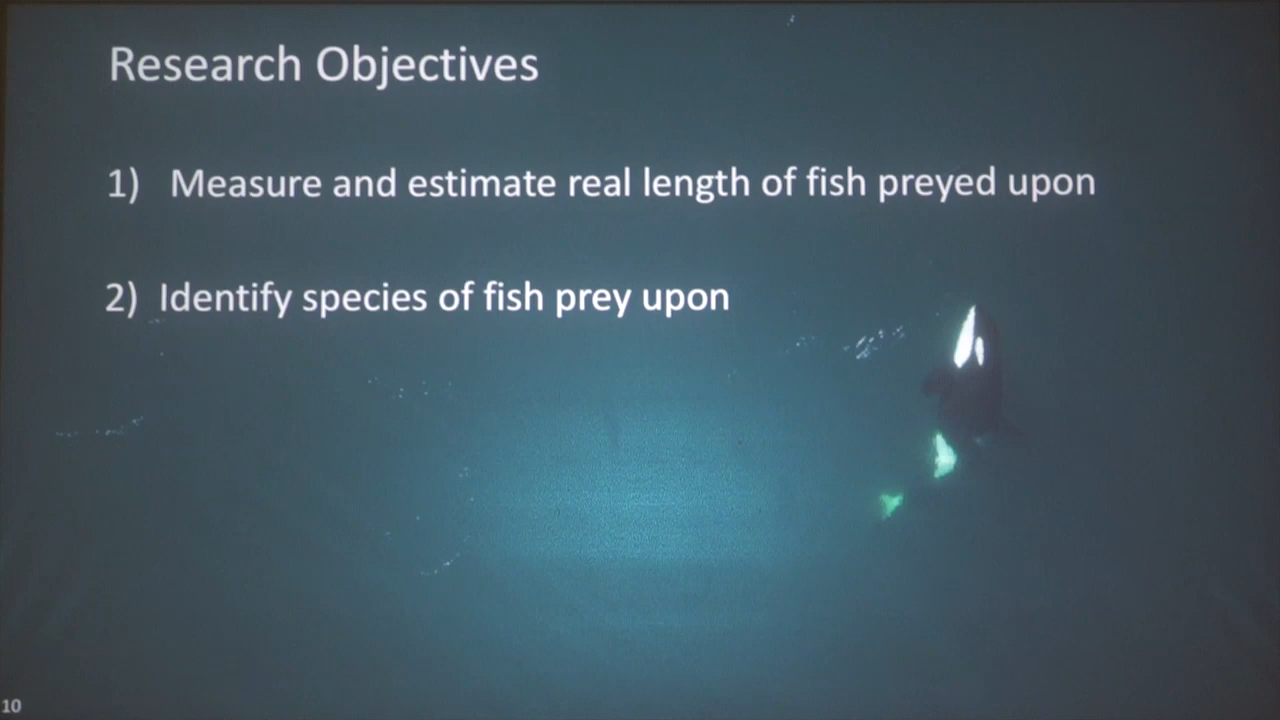 Research Objectives
1) Measure and estimate real length of fish preyed upon
2) Identify species of fish prey upon
10